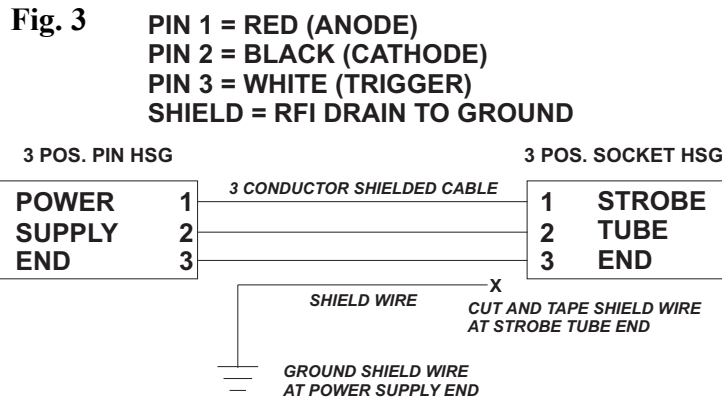 Fig. 3
PIN 1 = RED (ANODE)
PIN 2 = BLACK (CATHODE)
PIN 3 = WHITE (TRIGGER)
SHIELD = RFI DRAIN TO GROUND
3 POS. PIN HSG
3 POS. SOCKET HSG
POWER 1
SUPPLY 2
END 3
3 CONDUCTOR SHIELDED CABLE
1 STROBE
2 TUBE
3 END
SHIELD WIRE
X
CUT AND TAPE SHIELD WIRE
AT STROBE TUBE END
GROUND SHIELD WIRE
AT POWER SUPPLY END